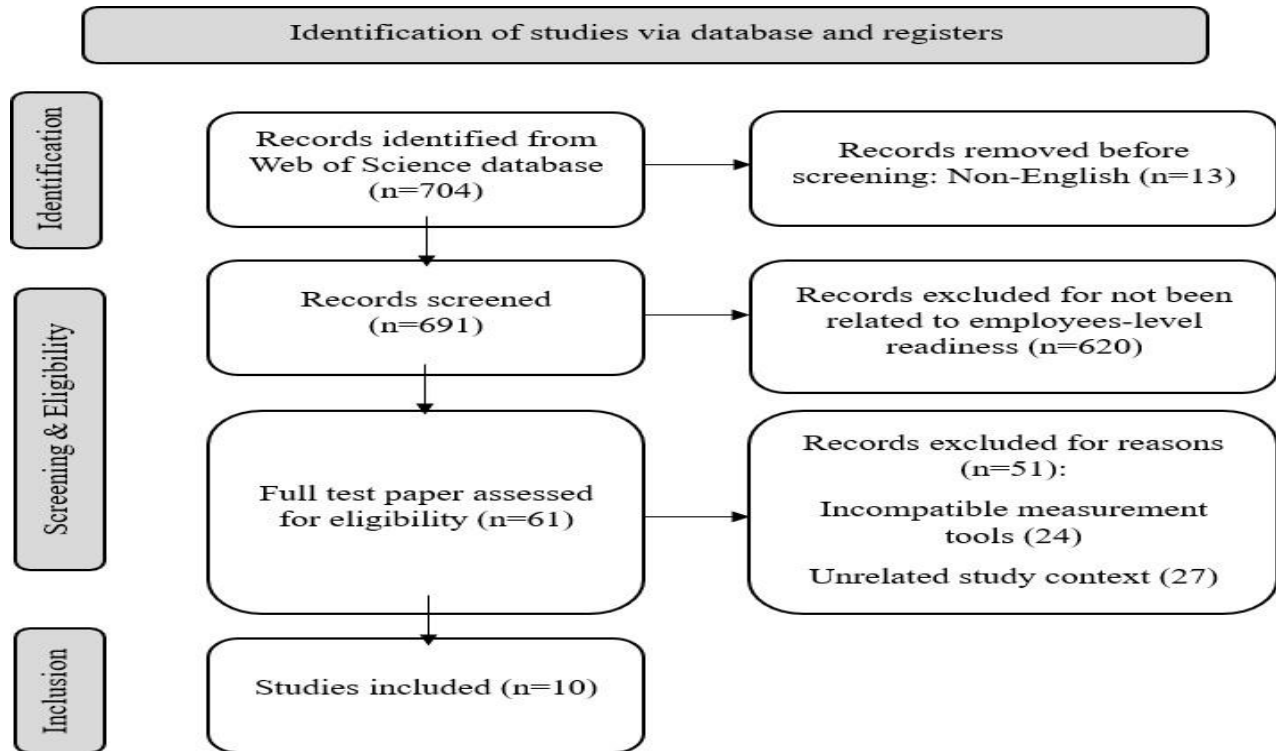 Identification of studies via database and registers
Identification
Records identified from
Web of Science database
(n=704)
Records removed before
screening: Non-English (n=13)
Screening & Eligibility
Records screened
(n=691)
Records excluded for not been
related to employees-level
readiness (n=620)
Full test paper assessed
for eligibility (n=61)
Records excluded for reasons
(n=51):
Incompatible measurement
tools (24)
Unrelated study context (27)
Inclusion
Studies included (n=10)